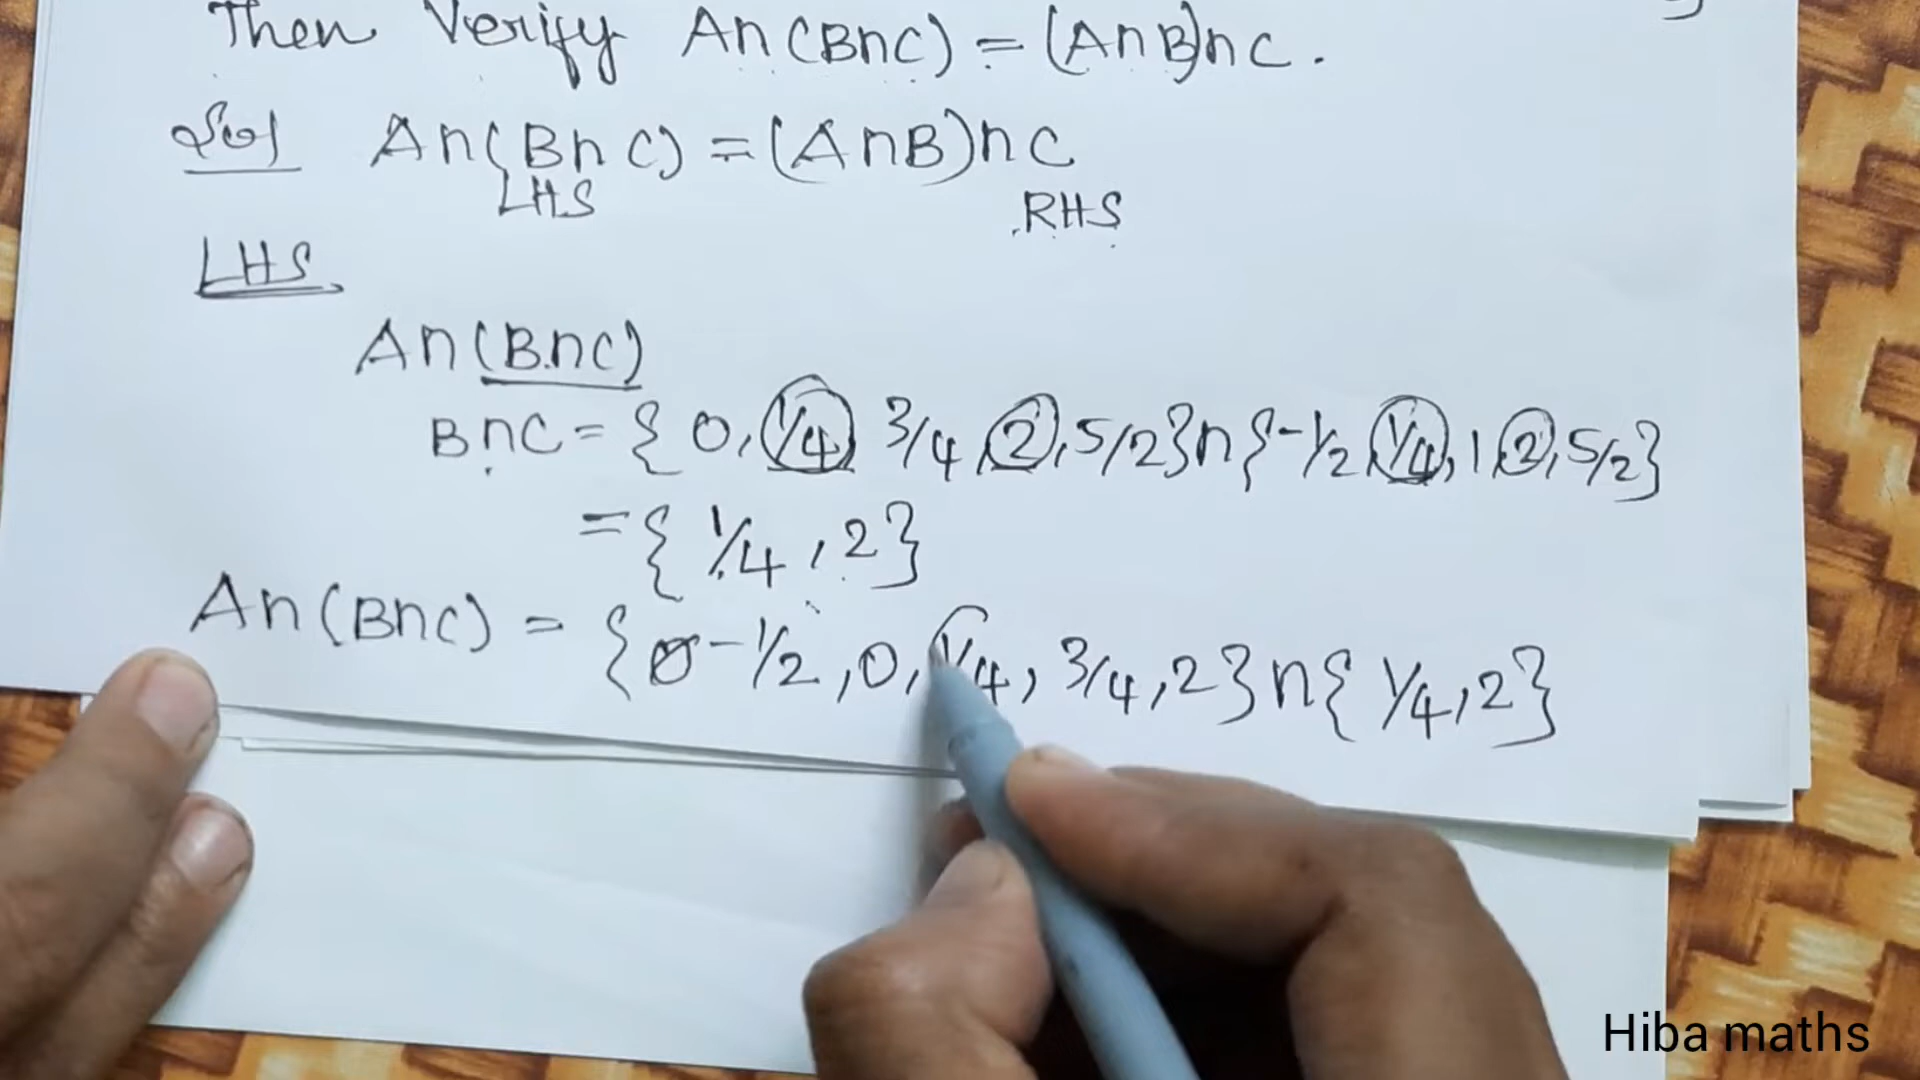 Then Verify A∩(B∩C) = (A∩B)∩C.
Sol A∩(B∩C) = (A∩B)∩C
LHS RHS
LHS
A∩(B∩C)
B∩C = { 0, 1/4 3/4, 2, 5/2}∩{-1/2, 1/4, 1 2, 5/2}
= { 1/4, 2}
A∩(B∩C) = { -1/2, 0, 1/4, 3/4, 2}∩{ 1/4, 2}
Hiba maths